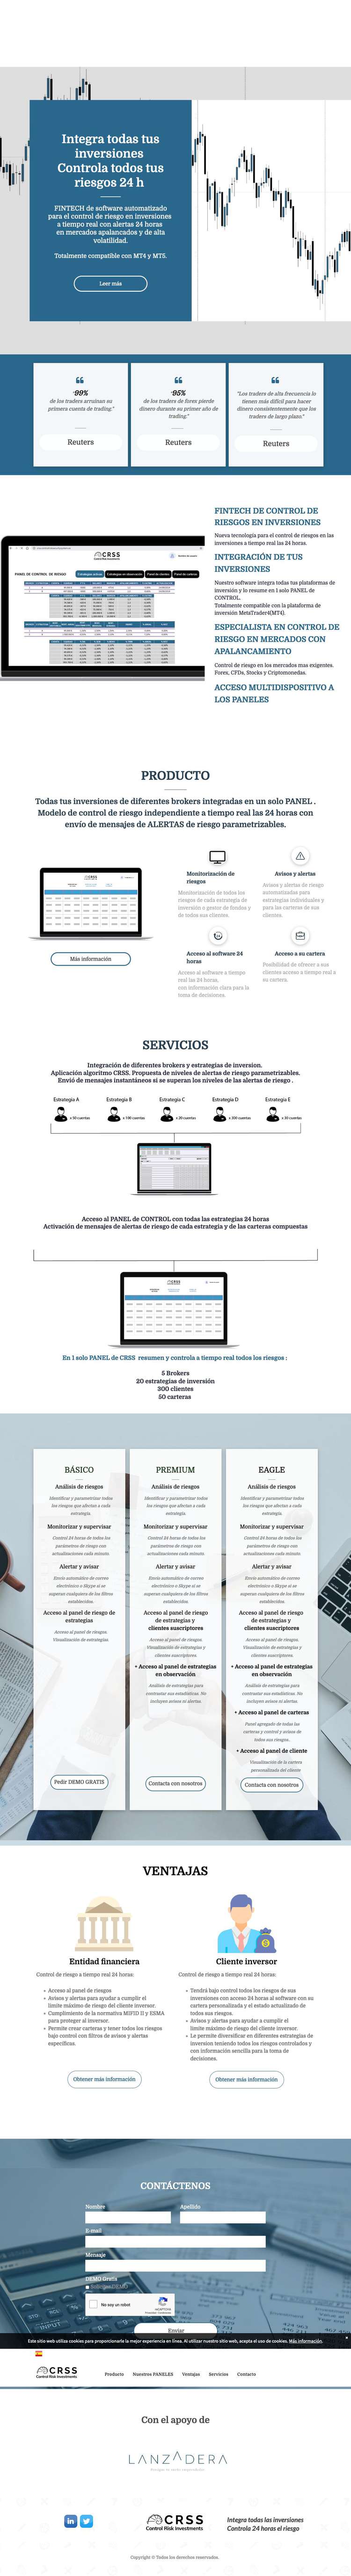 Integra todas tus
inversiones
Controla todos tus
riesgos 24 h
FINTECH de software automatizado
para el control de riesgo en inversiones
a tiempo real con alertas 24 horas
en mercados apalancados y de alta
volatilidad.
Totalmente compatible con MT4 y MT5.
Leer más
99%
de los traders arruinan su
primera cuenta de trading."
Reuters
95%
de los traders de forex pierde
dinero durante su primer año de
trading."
Reuters
"Los traders de alta frecuencia lo
tienen más difícil para hacer
dinero consistentemente que los
traders de largo plazo."
Reuters
CRSS
Control Risk Investments
PANEL DE CONTROL DE RIESGO
Estrategias activas
Estrategias en observación
Panel de clientes
Panel de carteras
FINTECH DE CONTROL DE
RIESGOS EN INVERSIONES
Nueva tecnología para el control de riesgos en las
inversiones a tiempo real las 24 horas.
INTEGRACIÓN DE TUS
INVERSIONES
Nuestro software integra todas tus plataformas de
inversión y lo resume en 1 solo PANEL de
CONTROL.
Totalmente compatible con la plataforma de
inversión MetaTrader4(MT4).
ESPECIALISTA EN CONTROL DE
RIESGO EN MERCADOS CON
APALANCAMIENTO
Control de riesgo en los mercados mas exigentes.
Forex, CFDs, Stocks y Criptomonedas.
ACCESO MULTIDISPOSITIVO A
LOS PANELES
PRODUCTO
Todas tus inversiones de diferentes brokers integradas en un solo PANEL .
Modelo de control de riesgo independiente a tiempo real las 24 horas con
envío de mensajes de ALERTAS de riesgo parametrizables.
CRSS
Más información
Monitorización de
riesgos
Monitorización de todos los
riesgos de cada estrategia de
inversión o gestor de fondos y
de todos sus clientes.
Avisos y alertas
Avisos y alertas de riesgo
automatizadas para
estrategias individuales y
para las carteras de sus
clientes.
Acceso al software 24
horas
Acceso al software a tiempo
real las 24 horas,
con información clara para la
toma de decisiones.
Acceso a su cartera
Posibilidad de ofrecer a sus
clientes acceso a tiempo real a
su cartera.
SERVICIOS
Integración de diferentes brokers y estrategias de inversion.
Aplicación algoritmo CRSS. Propuesta de niveles de alertas de riesgo parametrizables.
Envió de mensajes instantáneos si se superan los niveles de las alertas de riesgo .
Estrategia A
Estrategia B
Estrategia C
Estrategia D
Estrategia E
x 50 cuentas
x 100 cuentas
x 20 cuentas
x 300 cuentas
x 30 cuentas
Acceso al PANEL de CONTROL con todas las estrategias 24 horas
Activación de mensajes de alertas de riesgo de cada estrategia y de las carteras compuestas
CRSS
En 1 solo PANEL de CRSS resumen y controla a tiempo real todos los riesgos :
5 Brokers
20 estrategias de inversión
300 clientes
50 carteras
BÁSICO
Análisis de riesgos
Identificar y parametrizar todos
los riesgos que afectan a cada
estrategia.
Monitorizar y supervisar
Control 24 horas de todos los
parámetros de riesgo con
actualizaciones cada minuto.
Alertar y avisar
Envío automático de correo
electrónico o Skype si se
superan cualquiera de los filtros
establecidos.
Acceso al panel de riesgo de
estrategias
Acceso al panel de riesgos.
Visualización de estrategias.
Pedir DEMO GRATIS
PREMIUM
Análisis de riesgos
Identificar y parametrizar todos
los riesgos que afectan a cada
estrategia.
Monitorizar y supervisar
Control 24 horas de todos los
parámetros de riesgo con
actualizaciones cada minuto.
Alertar y avisar
Envío automático de correo
electrónico o Skype si se
superan cualquiera de los filtros
establecidos.
Acceso al panel de riesgo
de estrategias y
clientes suscriptores
Acceso al panel de riesgos.
Visualización de estrategias y
clientes suscriptores.
+ Acceso al panel de estrategias
en observación
Análisis de estrategias para
contrastar sus estadísticas. No
incluyen avisos ni alertas
Contacta con nosotros
EAGLE
Análisis de riesgos
Identificar y parametrizar todos
los riesgos que afectan a cada
estrategia.
Monitorizar y supervisar
Control 24 horas de todos los
parámetros de riesgo con
actualizaciones cada minuto.
Alertar y avisar
Envío automático de correo
electrónico o Skype si se
superan cualquiera de los filtros
establecidos.
Acceso al panel de riesgo
de estrategias y
clientes suscriptores
Acceso al panel de riesgos.
Visualización de estrategias y
clientes suscriptores.
+ Acceso al panel de estrategias
en observación
Análisis de estrategias para
contrastar sus estadísticas. No
incluyen avisos ni alertas
+ Acceso al panel de carteras
Panel agregado de todas las
carteras y control y avisos de
todos sus riesgos.
+ Acceso al panel de cliente
Visualización de la cartera
personalizada del cliente
Contacta con nosotros
VENTAJAS
Entidad financiera
Control de riesgo a tiempo real 24 horas:
Acceso al panel de riesgos
Avisos y alertas para ayudar a cumplir el
límite máximo de riesgo del cliente inversor.
Cumplimiento de la normativa MIFID II y ESMA
para proteger al inversor.
Permite crear carteras y tener todos los riesgos
bajo control con filtros de avisos y alertas
específicas.
Obtener más información
Cliente inversor
Control de riesgo a tiempo real 24 horas:
Tendrá bajo control todos los riesgos de sus
inversiones con acceso 24 horas al software con su
cartera personalizada y el estado actualizado de
todos sus riesgos.
Avisos y alertas para ayudar a cumplir el
límite máximo de riesgo del cliente inversor.
Le permite diversificar en diferentes estrategias de
inversion teniendo todos los riesgos controlados y
con información sencilla para la toma de
decisiones.
Obtener más información
CONTÁCTENOS
Nombre
Apellido
E-mail
Mensaje
DEMO Gratis
Solicitar DEMO
No soy un robot
reCAPTCHA
Enviar
Este sitio web utiliza cookies para proporcionarle la mejor experiencia en línea. Al utilizar nuestro sitio web, acepta el uso de cookies. Más información.
CRSS
Control Risk Investments
Producto
Nuestros PANELES
Ventajas
Servicios
Contacto
Con el apoyo de
LANZADERA
CRSS
Control Risk Investments
Integra todas las inversiones
Controla 24 horas el riesgo
Copyright © Todos los derechos reservados.